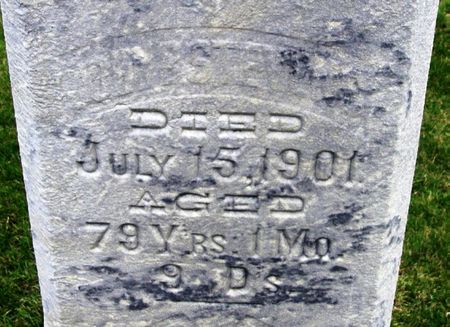 DIED
JULY 15, 1901
AGED
79 YRS. 1 MO.
9 Ds